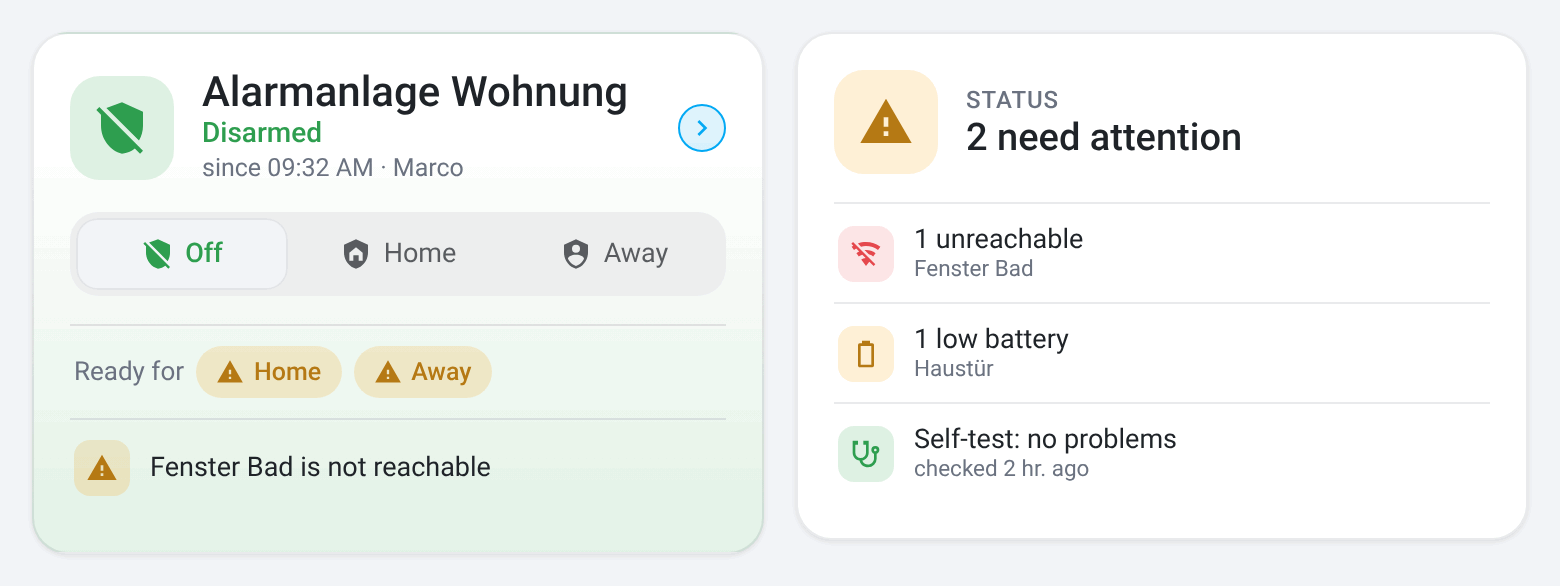 Alarmanlage Wohnung
Disarmed
since 09:32 AM · Marco
Off
Home
Away
Ready for
Home
Away
Fenster Bad is not reachable
STATUS
2 need attention
1 unreachable
Fenster Bad
1 low battery
Haustür
Self-test: no problems
checked 2 hr. ago